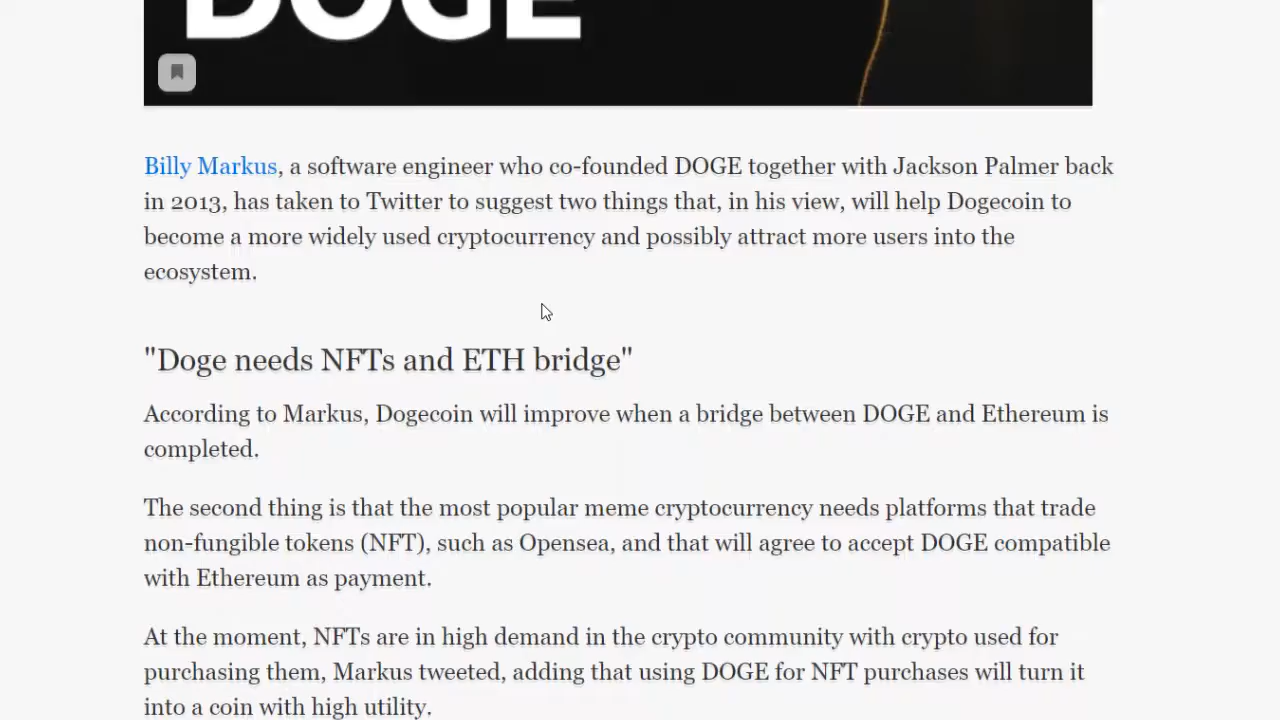 DOGE
Billy Markus, a software engineer who co-founded DOGE together with Jackson Palmer back
in 2013, has taken to Twitter to suggest two things that, in his view, will help Dogecoin to
become a more widely used cryptocurrency and possibly attract more users into the
ecosystem.
"Doge needs NFTs and ETH bridge"
According to Markus, Dogecoin will improve when a bridge between DOGE and Ethereum is
completed.
The second thing is that the most popular meme cryptocurrency needs platforms that trade
non-fungible tokens (NFT), such as Opensea, and that will agree to accept DOGE compatible
with Ethereum as payment.
At the moment, NFTs are in high demand in the crypto community with crypto used for
purchasing them, Markus tweeted, adding that using DOGE for NFT purchases will turn it
into a coin with high utility.